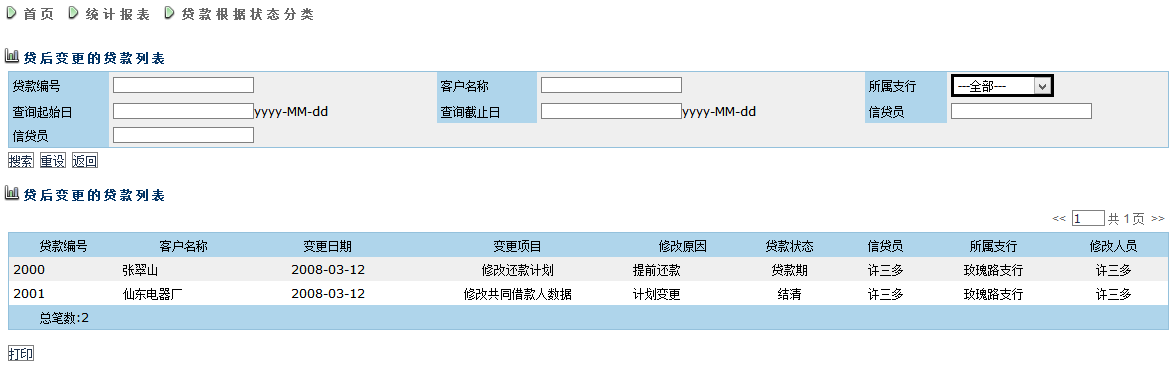 首页 统计报表 贷款根据状态分类
贷后变更的贷款列表
贷款编号 客户名称 所属支行 ---全部---
查询起始日 yyyy-MM-dd 查询截止日 yyyy-MM-dd 信贷员
信贷员
搜索 重设 返回
贷后变更的贷款列表
<< 1 共 1 页 >>
贷款编号 客户名称 变更日期 变更项目 修改原因 贷款状态 信贷员 所属支行 修改人员
2000 张翠山 2008-03-12 修改还款计划 提前还款 贷款期 许三多 玫瑰路支行 许三多
2001 仙东电器厂 2008-03-12 修改共同借款人数据 计划变更 结清 许三多 玫瑰路支行 许三多
总笔数:2
打印